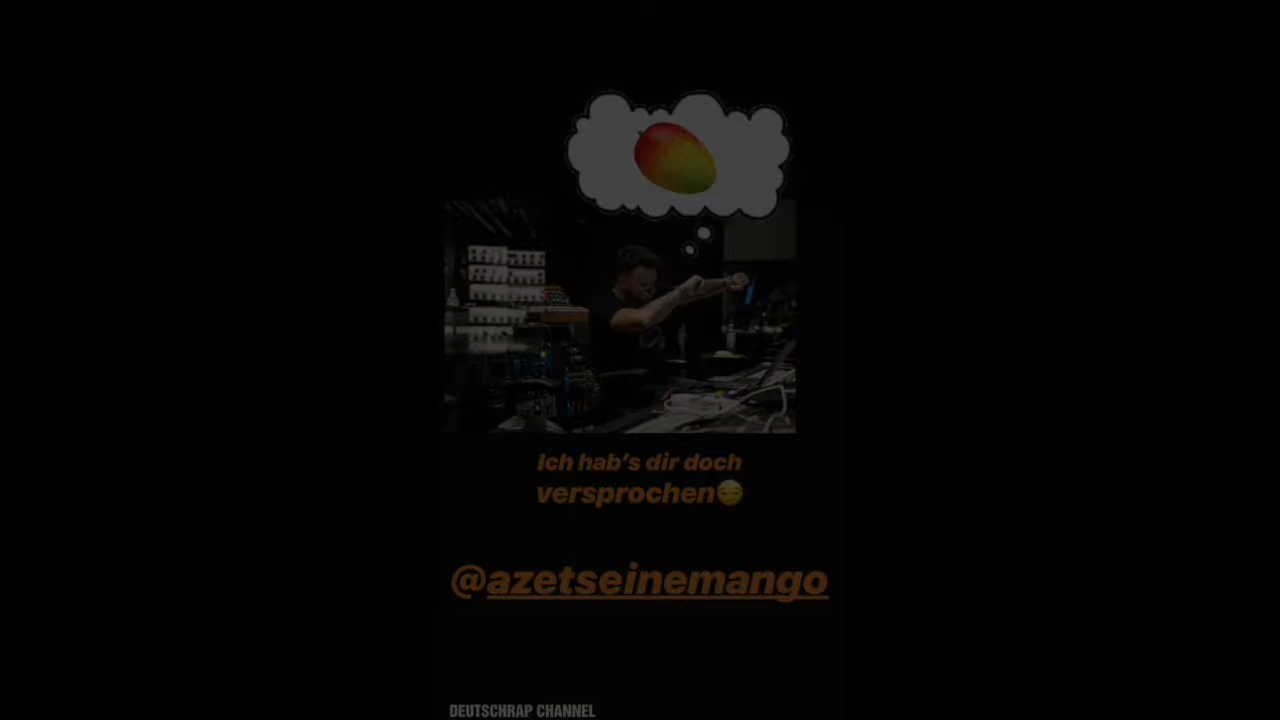 Ich hab's dir doch
versprochen😔
@azetseinemango
DEUTSCHRAP CHANNEL